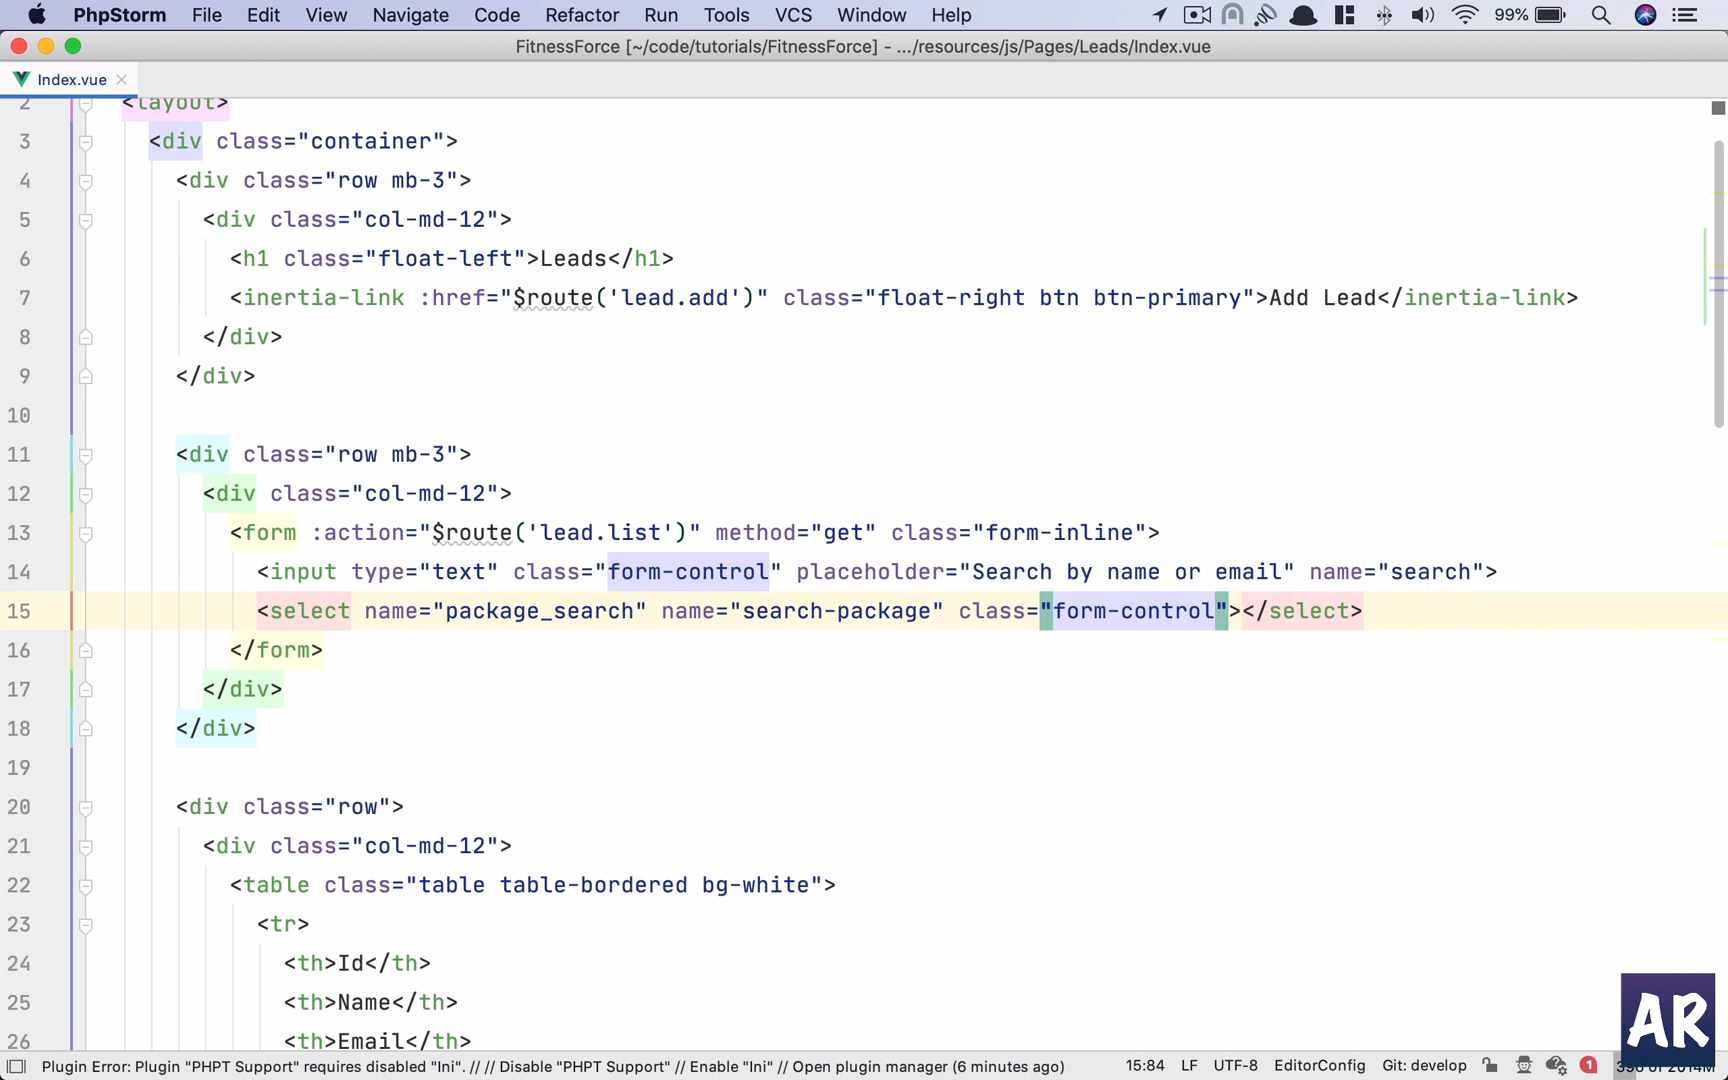 PhpStorm File Edit View Navigate Code Refactor Run Tools VCS Window Help 99%
FitnessForce [~/code/tutorials/FitnessForce] - .../resources/js/Pages/Leads/Index.vue
Index.vue
2 <layout>
3 <div class="container">
4 <div class="row mb-3">
5 <div class="col-md-12">
6 <h1 class="float-left">Leads</h1>
7 <inertia-link :href="$route('lead.add')" class="float-right btn btn-primary">Add Lead</inertia-link>
8 </div>
9 </div>
10
11 <div class="row mb-3">
12 <div class="col-md-12">
13 <form :action="$route('lead.list')" method="get" class="form-inline">
14 <input type="text" class="form-control" placeholder="Search by name or email" name="search">
15 <select name="package_search" name="search-package" class="form-control"></select>
16 </form>
17 </div>
18 </div>
19
20 <div class="row">
21 <div class="col-md-12">
22 <table class="table table-bordered bg-white">
23 <tr>
24 <th>Id</th>
25 <th>Name</th>
26 <th>Email</th>
AR
Plugin Error: Plugin "PHPT Support" requires disabled "Ini". // // Disable "PHPT Support" // Enable "Ini" // Open plugin manager (6 minutes ago) 15:84 LF UTF-8 EditorConfig Git: develop 1